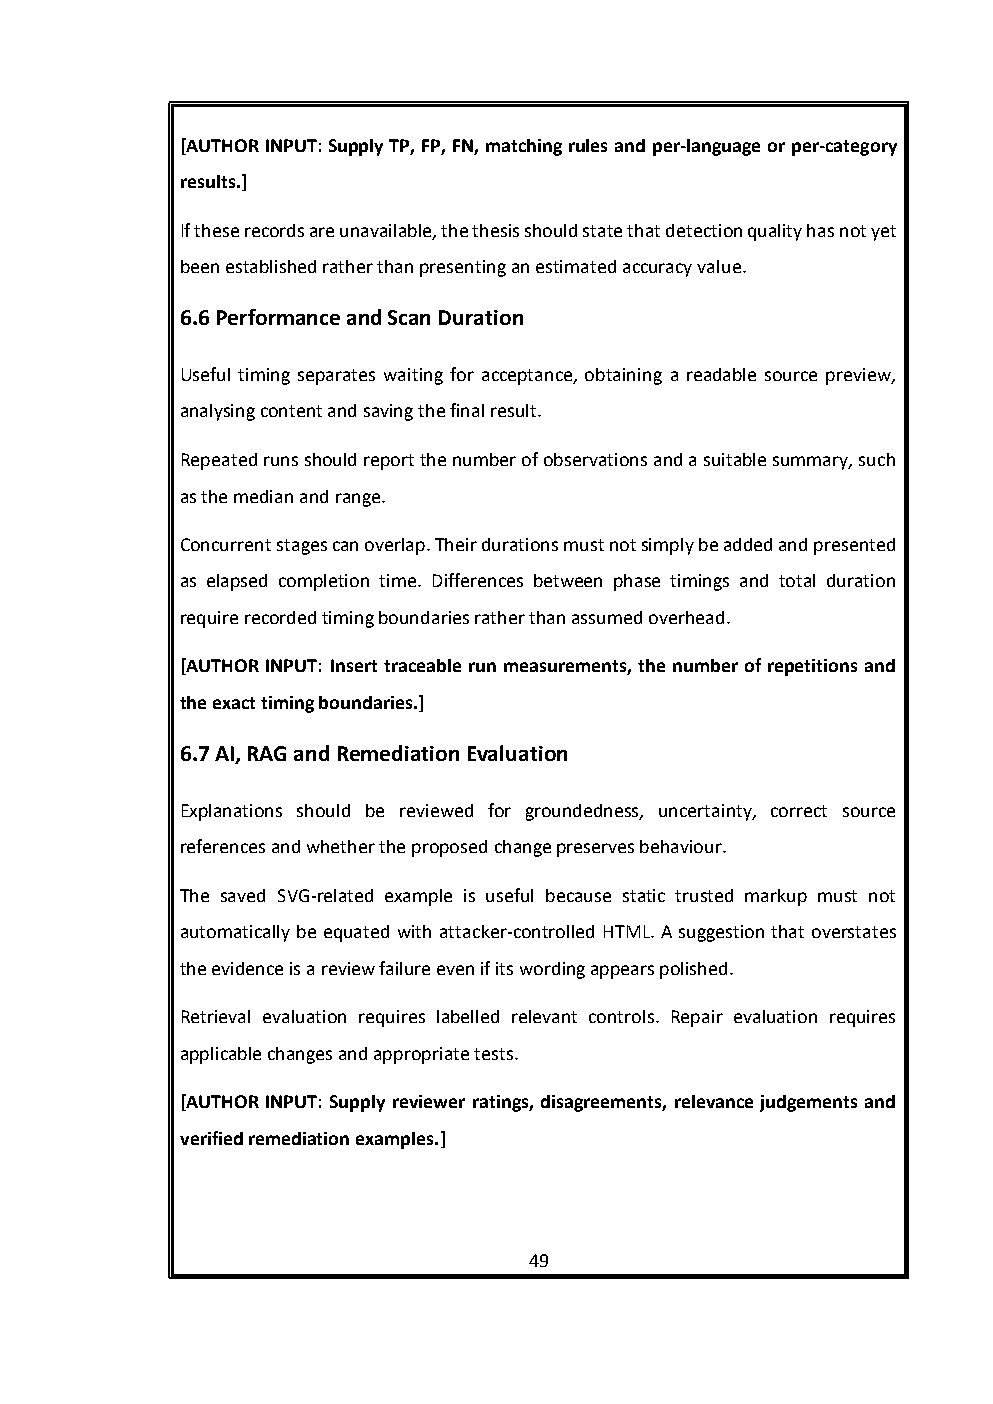 [AUTHOR INPUT: Supply TP, FP, FN, matching rules and per-language or per-category
results.]
If these records are unavailable, the thesis should state that detection quality has not yet
been established rather than presenting an estimated accuracy value.
6.6 Performance and Scan Duration
Useful timing separates waiting for acceptance, obtaining a readable source preview,
analysing content and saving the final result.
Repeated runs should report the number of observations and a suitable summary, such
as the median and range.
Concurrent stages can overlap. Their durations must not simply be added and presented
as elapsed completion time. Differences between phase timings and total duration
require recorded timing boundaries rather than assumed overhead.
[AUTHOR INPUT: Insert traceable run measurements, the number of repetitions and
the exact timing boundaries.]
6.7 AI, RAG and Remediation Evaluation
Explanations should be reviewed for groundedness, uncertainty, correct source
references and whether the proposed change preserves behaviour.
The saved SVG-related example is useful because static trusted markup must not
automatically be equated with attacker-controlled HTML. A suggestion that overstates
the evidence is a review failure even if its wording appears polished.
Retrieval evaluation requires labelled relevant controls. Repair evaluation requires
applicable changes and appropriate tests.
[AUTHOR INPUT: Supply reviewer ratings, disagreements, relevance judgements and
verified remediation examples.]
49